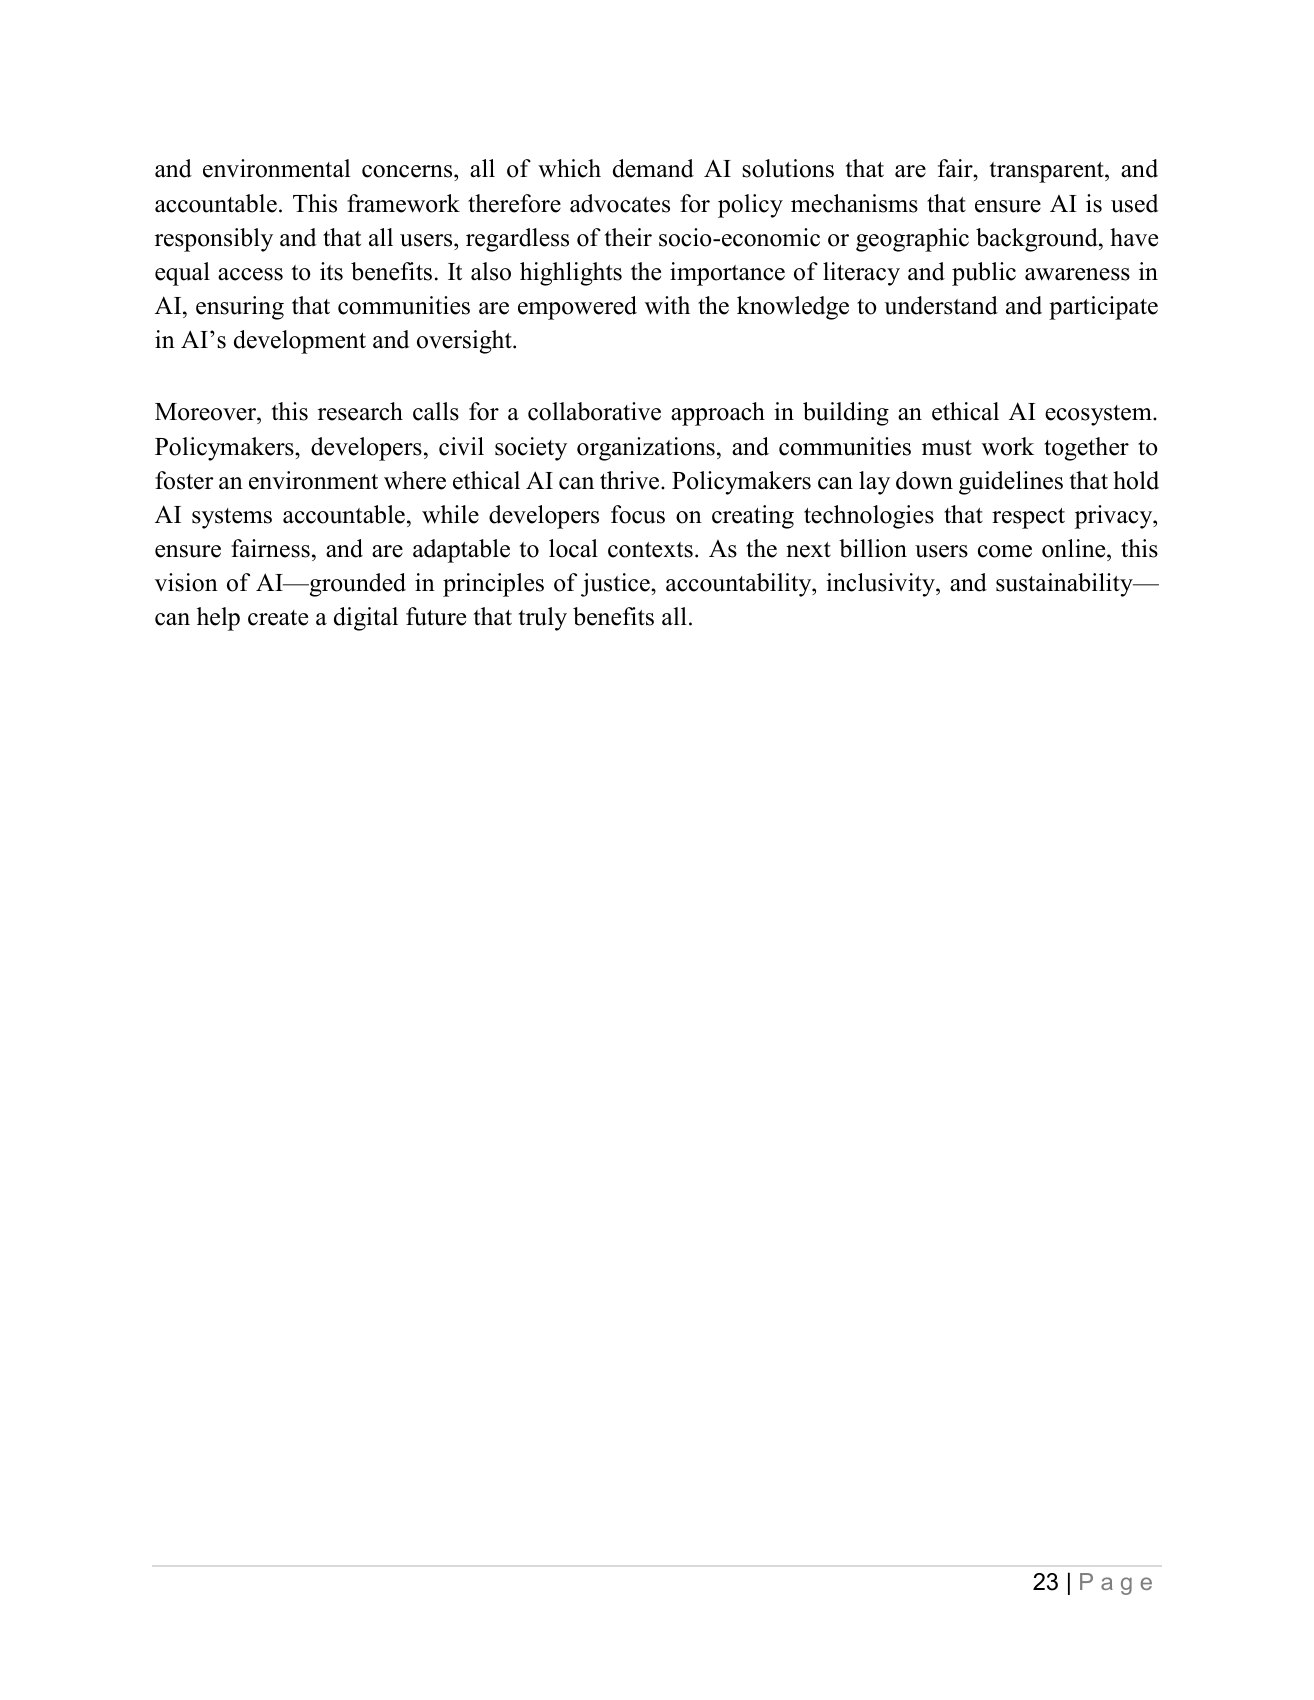 and environmental concerns, all of which demand AI solutions that are fair, transparent, and
accountable. This framework therefore advocates for policy mechanisms that ensure AI is used
responsibly and that all users, regardless of their socio-economic or geographic background, have
equal access to its benefits. It also highlights the importance of literacy and public awareness in
AI, ensuring that communities are empowered with the knowledge to understand and participate
in AI’s development and oversight.
Moreover, this research calls for a collaborative approach in building an ethical AI ecosystem.
Policymakers, developers, civil society organizations, and communities must work together to
foster an environment where ethical AI can thrive. Policymakers can lay down guidelines that hold
AI systems accountable, while developers focus on creating technologies that respect privacy,
ensure fairness, and are adaptable to local contexts. As the next billion users come online, this
vision of AI—grounded in principles of justice, accountability, inclusivity, and sustainability—
can help create a digital future that truly benefits all.
23 | Page